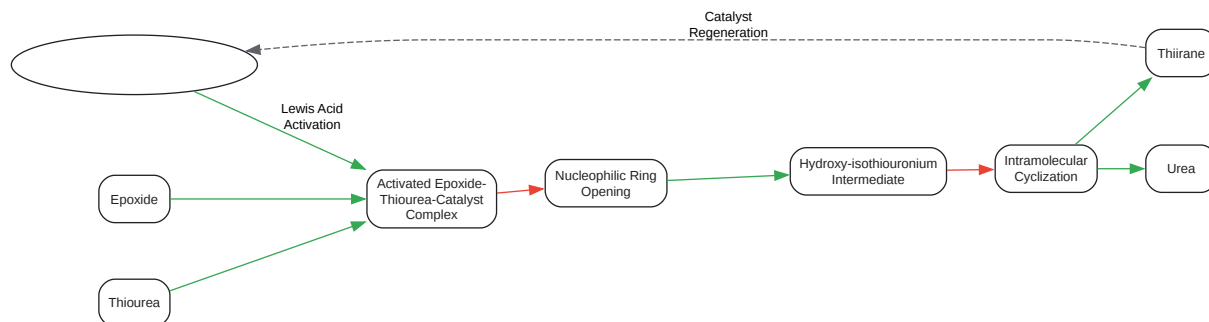 Catalyst
Regeneration
Thiirane
Lewis Acid
Activation
Epoxide
Activated Epoxide-
Thiourea-Catalyst
Complex
Nucleophilic Ring
Opening
Hydroxy-isothiouronium
Intermediate
Intramolecular
Cyclization
Urea
Thiourea